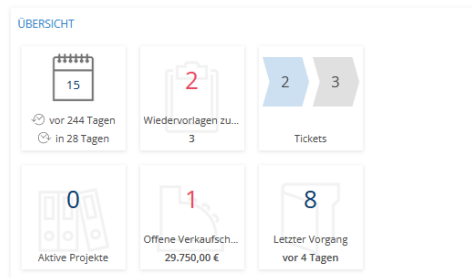 ÜBERSICHT
15
vor 244 Tagen
in 28 Tagen
2
Wiedervorlagen zu...
3
2 3
Tickets
0
Aktive Projekte
1
Offene Verkaufsch...
29.750,00 €
8
Letzter Vorgang
vor 4 Tagen